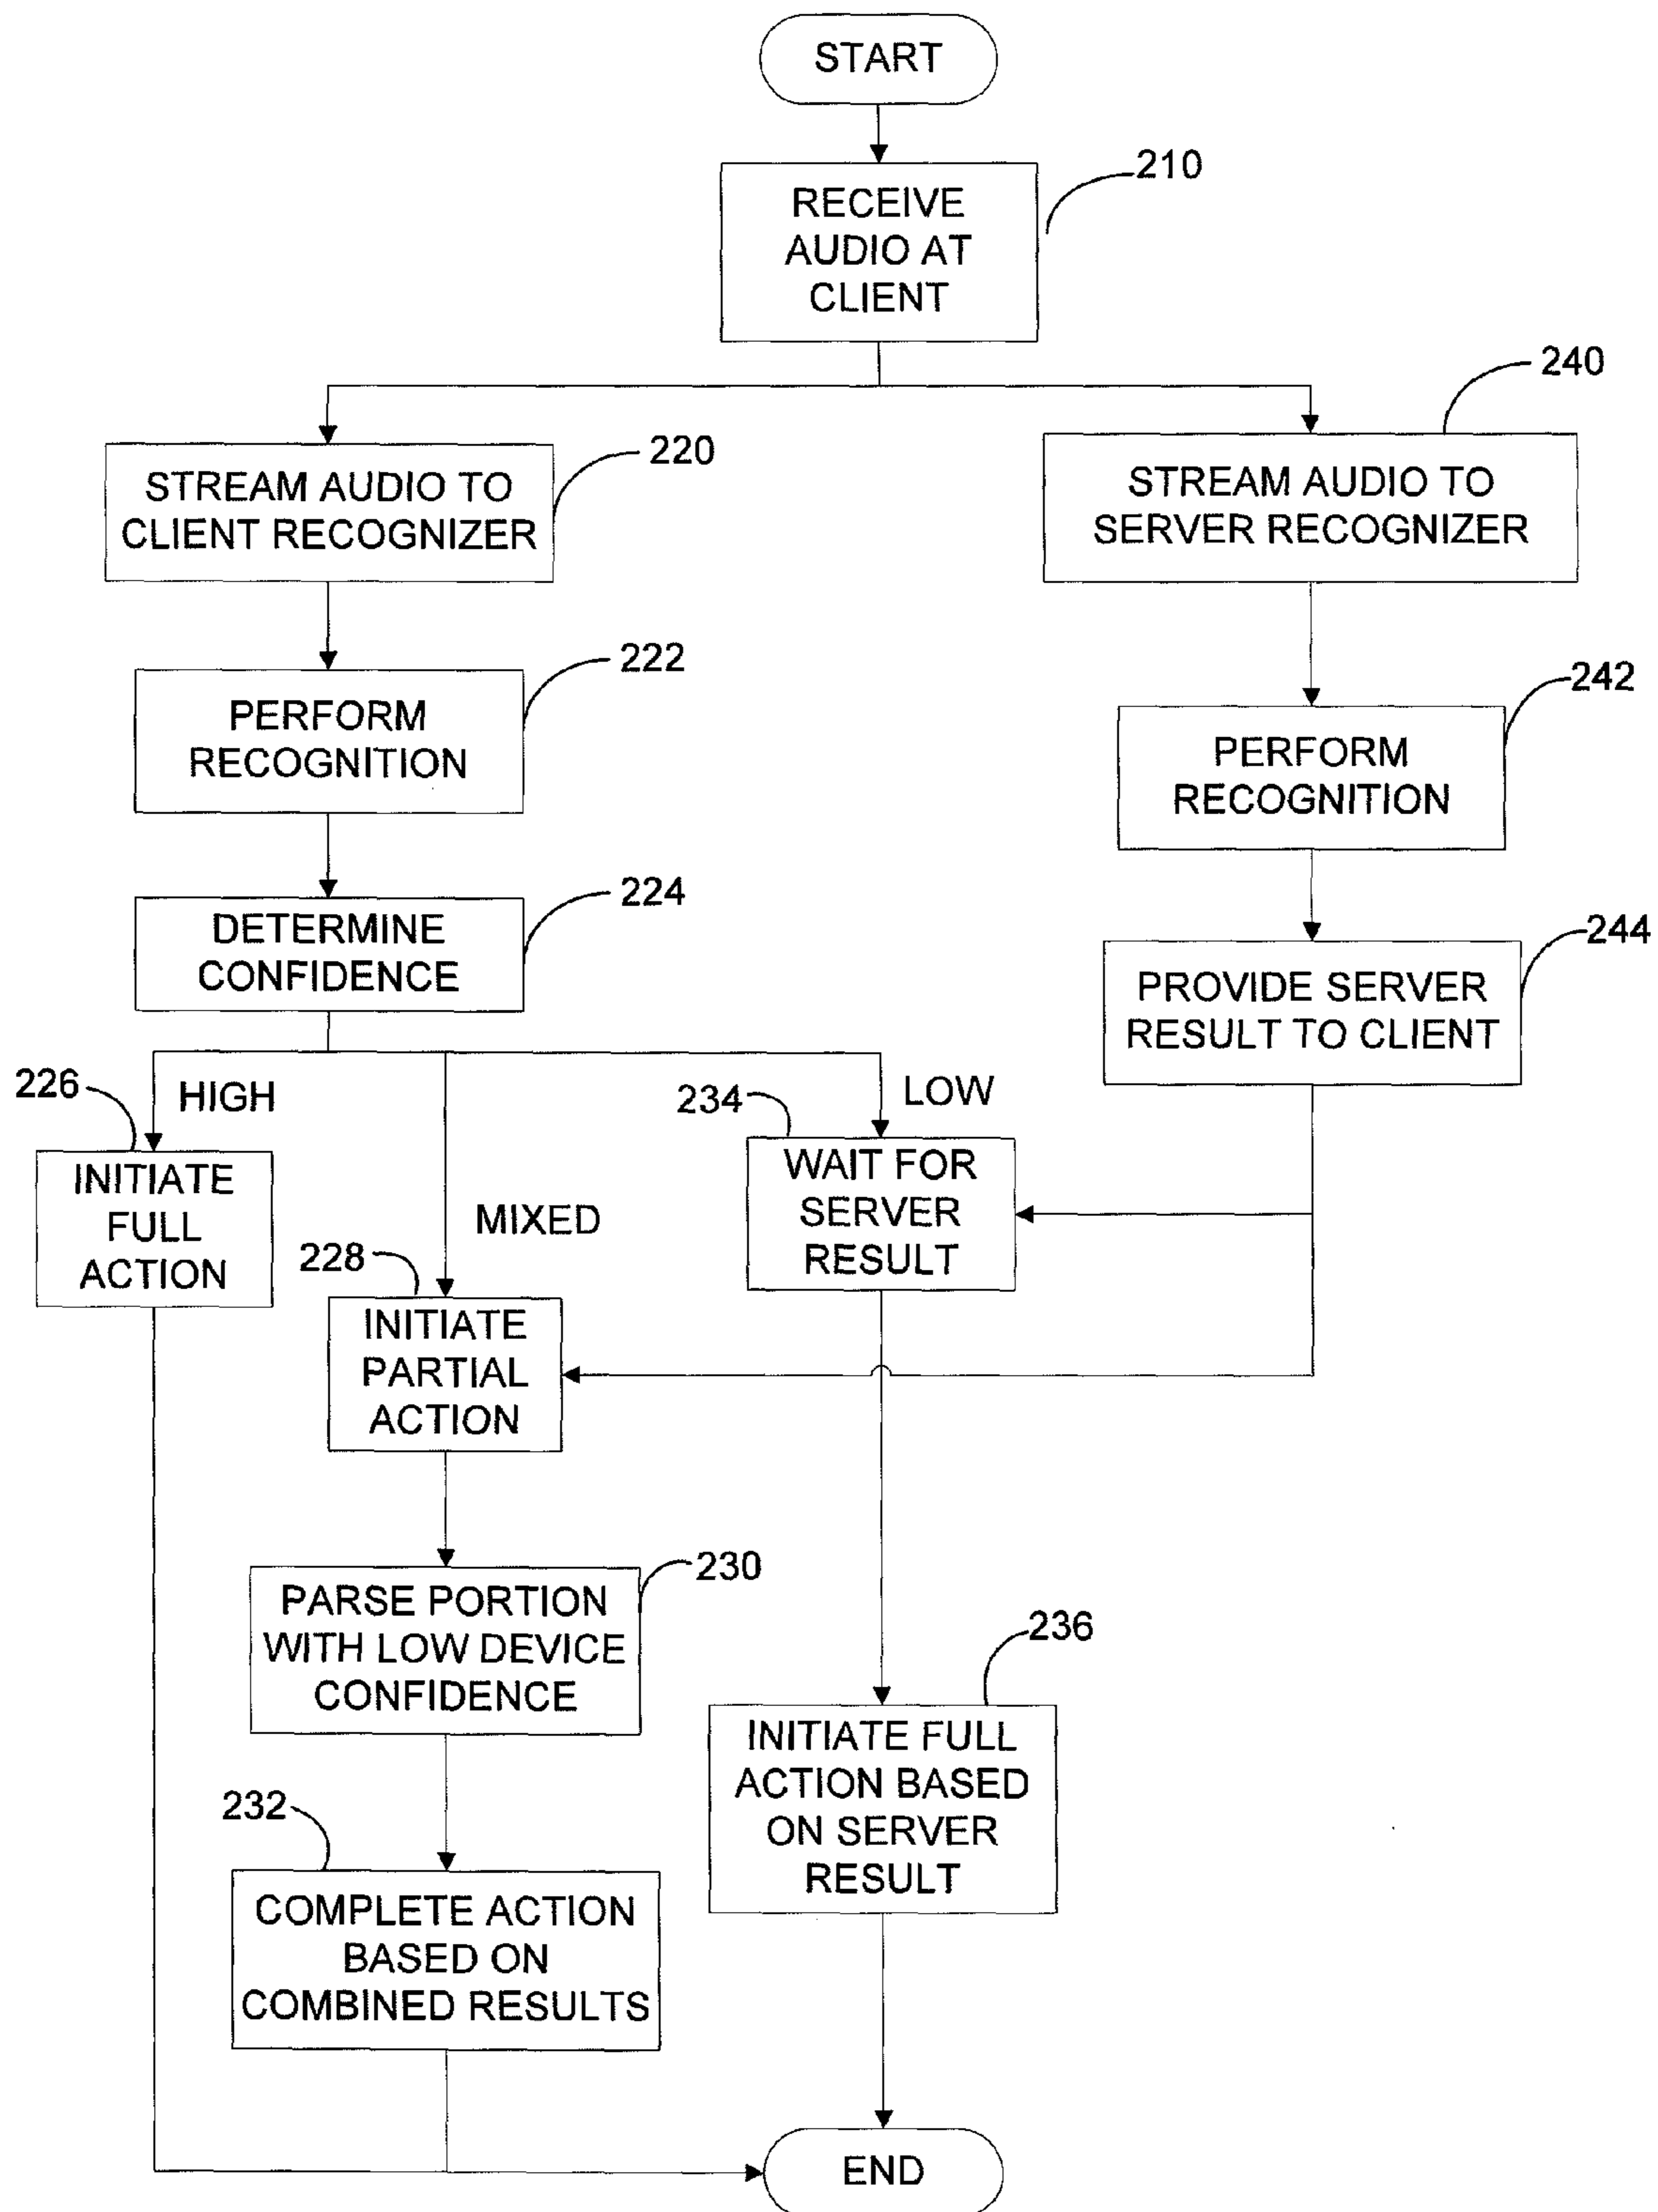 START
210
RECEIVE
AUDIO AT
CLIENT
240
220
STREAM AUDIO TO
CLIENT RECOGNIZER
STREAM AUDIO TO
SERVER RECOGNIZER
222
242
PERFORM
RECOGNITION
PERFORM
RECOGNITION
224
244
DETERMINE
CONFIDENCE
PROVIDE SERVER
RESULT TO CLIENT
226
HIGH
234
LOW
INITIATE
FULL
ACTION
WAIT FOR
SERVER
RESULT
MIXED
228
INITIATE
PARTIAL
ACTION
230
PARSE PORTION
WITH LOW DEVICE
CONFIDENCE
236
INITIATE FULL
ACTION BASED
ON SERVER
RESULT
232
COMPLETE ACTION
BASED ON
COMBINED RESULTS
END